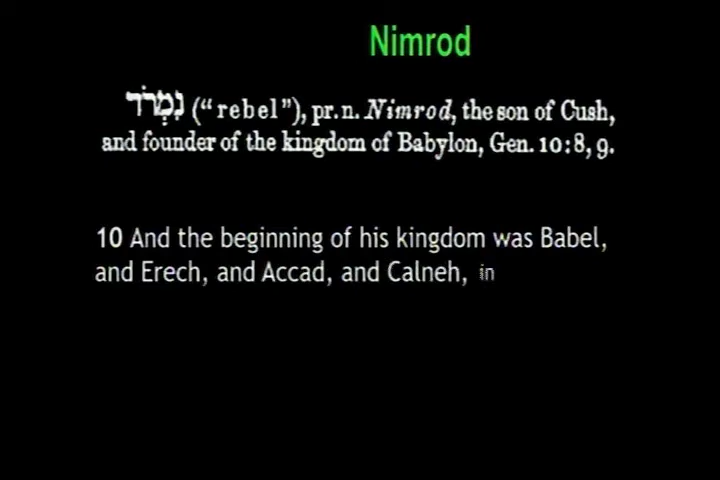 Nimrod
נִמְרֹד ("rebel"), pr. n. Nimrod, the son of Cush,
and founder of the kingdom of Babylon, Gen. 10:8, 9.
10 And the beginning of his kingdom was Babel,
and Erech, and Accad, and Calneh, in